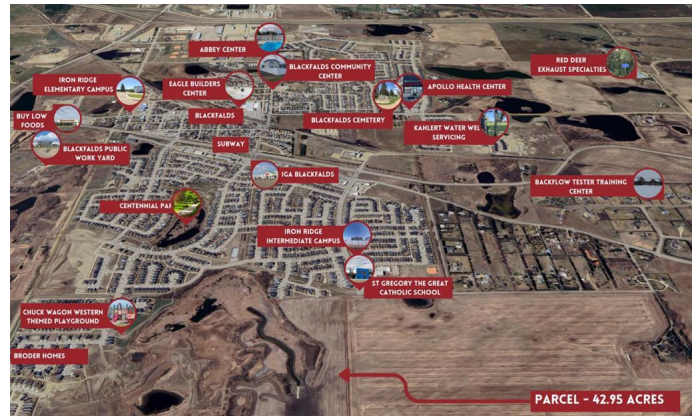 ABBEY CENTER
BLACKFALDS COMMUNITY
CENTER
RED DEER
EXHAUST SPECIALTIES
IRON RIDGE
ELEMENTARY CAMPUS
EAGLE BUILDERS
CENTER
APOLLO HEALTH CENTER
BUY LOW
FOODS
BLACKFALDS
BLACKFALDS CEMETERY
KAHLERT WATER WEL
SERVICING
BLACKFALDS PUBLIC
WORK YARD
SUBWAY
IGA BLACKFALDS
BACKFLOW TESTER TRAINING
CENTER
CENTENNIAL PA
IRON RIDGE
INTERMEDIATE CAMPUS
ST GREGORY THE GREAT
CATHOLIC SCHOOL
CHUCK WAGON WESTERN
THEMED PLAYGROUND
BRODER HOMES
PARCEL - 42.95 ACRES